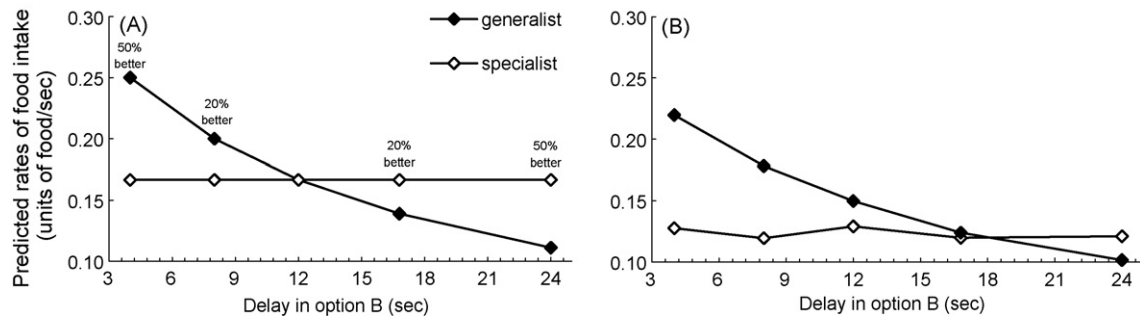 Predicted rates of food intake
(units of food/sec)
0.30
0.25
0.20
0.15
0.10
(A)
50%
better
20%
better
20%
better
50%
better
generalist
specialist
3 6 9 12 15 18 21 24
Delay in option B (sec)
0.30
0.25
0.20
0.15
0.10
(B)
3 6 9 12 15 18 21 24
Delay in option B (sec)